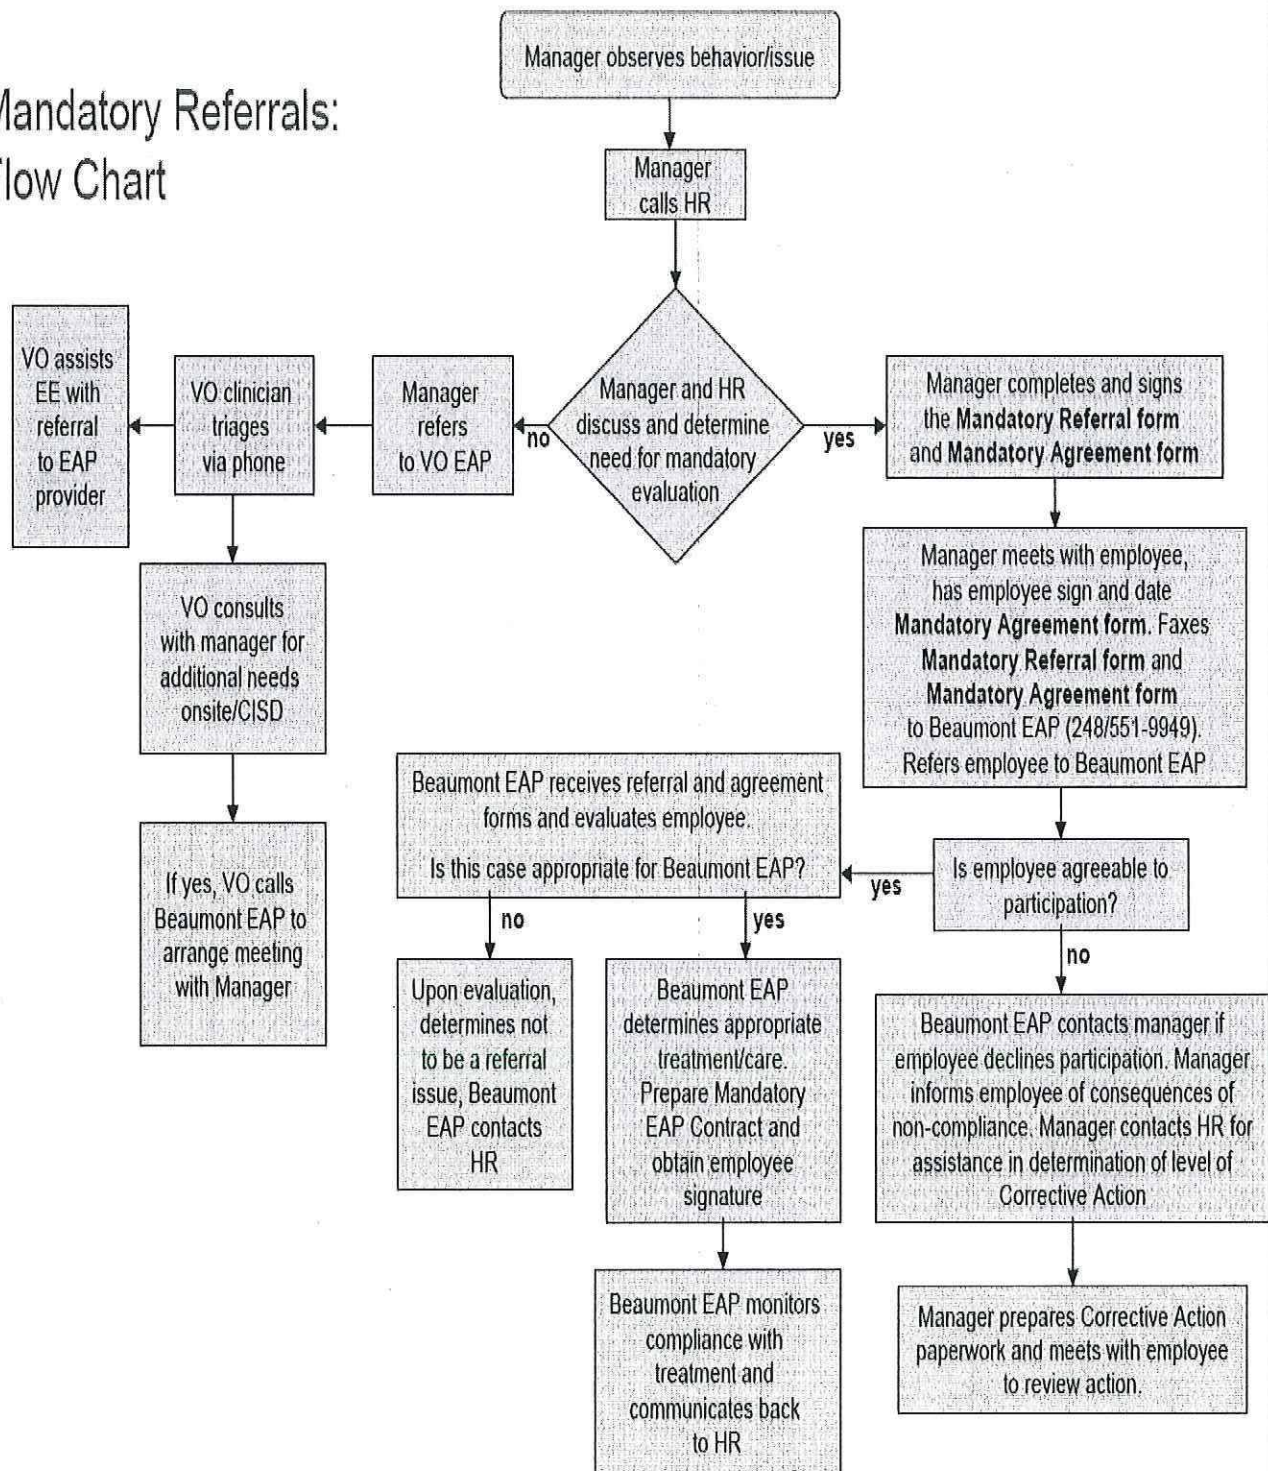 Manager observes behavior/issue
Mandatory Referrals:
Flow Chart
Manager
calls HR
VO assists
EE with
referral
to EAP
provider
VO clinician
triages
via phone
Manager
refers
to VO EAP
no
Manager and HR
discuss and determine
need for mandatory
evaluation
yes
Manager completes and signs
the Mandatory Referral form
and Mandatory Agreement form
Manager meets with employee,
has employee sign and date
Mandatory Agreement form. Faxes
Mandatory Referral form and
Mandatory Agreement form
to Beaumont EAP (248/551-9949).
Refers employee to Beaumont EAP
VO consults
with manager for
additional needs
onsite/CISD
If yes, VO calls
Beaumont EAP to
arrange meeting
with Manager
Beaumont EAP receives referral and agreement
forms and evaluates employee.
Is this case appropriate for Beaumont EAP?
yes
Is employee agreeable to
participation?
no
yes
no
Upon evaluation,
determines not
to be a referral
issue, Beaumont
EAP contacts
HR
Beaumont EAP
determines appropriate
treatment/care.
Prepare Mandatory
EAP Contract and
obtain employee
signature
Beaumont EAP contacts manager if
employee declines participation. Manager
informs employee of consequences of
non-compliance. Manager contacts HR for
assistance in determination of level of
Corrective Action
Beaumont EAP monitors
compliance with
treatment and
communicates back
to HR
Manager prepares Corrective Action
paperwork and meets with employee
to review action.